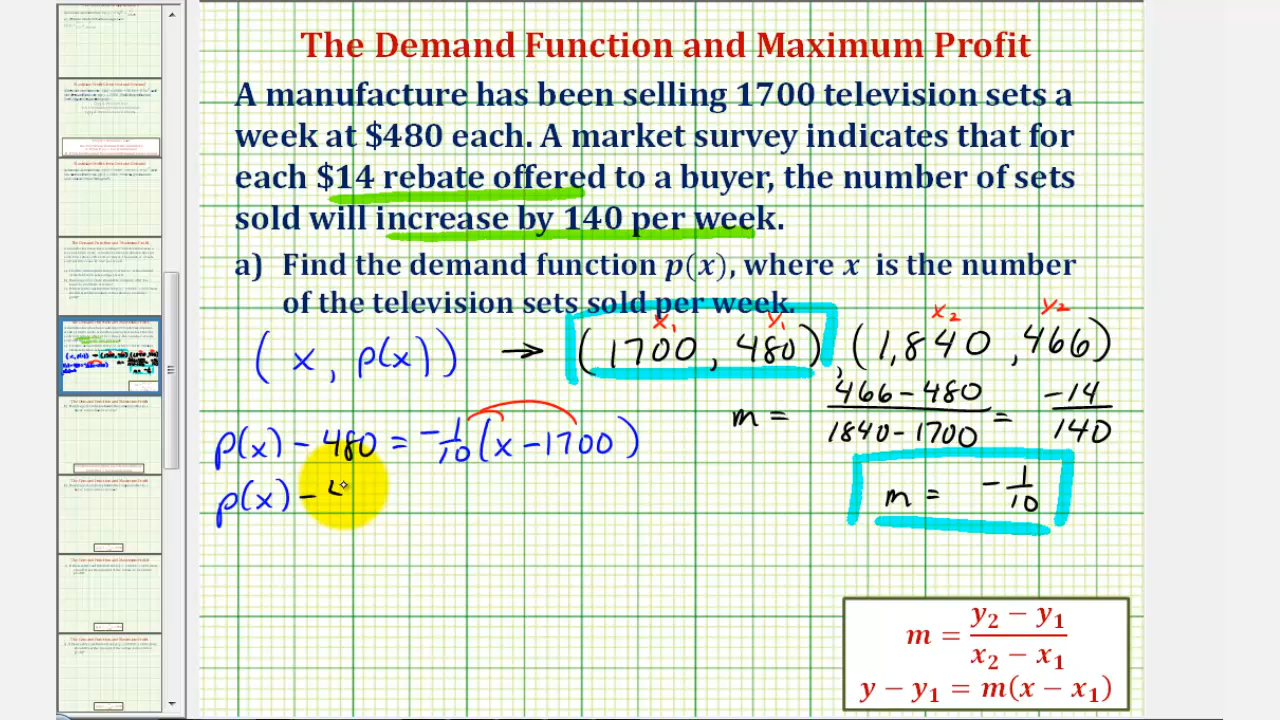 The Demand Function and Maximum Profit
A manufacture has been selling 1700 television sets a
week at $480 each. A market survey indicates that for
each $14 rebate offered to a buyer, the number of sets
sold will increase by 140 per week.
a) Find the demand function p(x), where x is the number
of the television sets sold per week.
x₁ y₁ x₂ y₂
(x, p(x)) → (1700, 480), (1,840, 466)
m = (466 - 480)/(1840 - 1700) = -14/140
p(x) - 480 = -1/10 (x - 1700)
m = -1/10
p(x) - 4
m = (y₂ − y₁)/(x₂ − x₁)
y − y₁ = m(x − x₁)